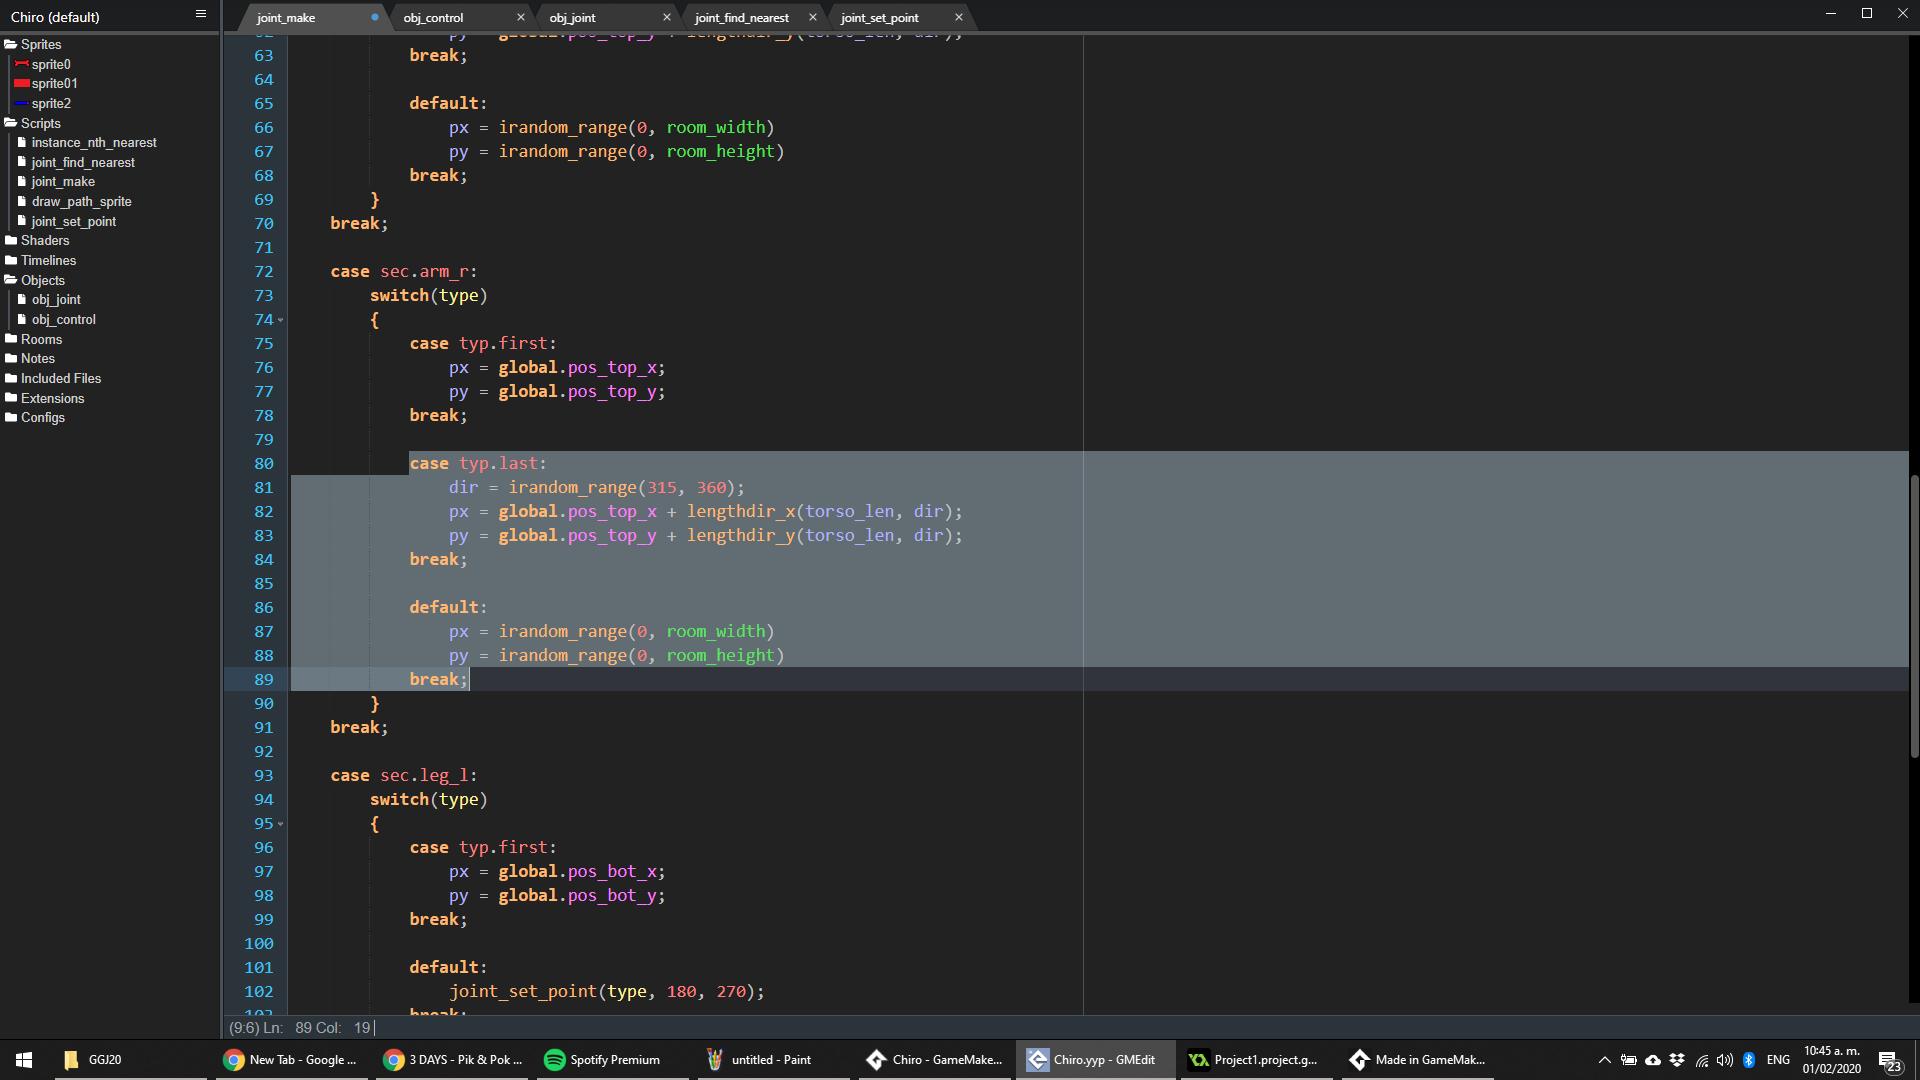 Chiro (default)
joint_make
obj_control
obj_joint
joint_find_nearest
joint_set_point
Sprites
sprite0
sprite01
sprite2
Scripts
instance_nth_nearest
joint_find_nearest
joint_make
draw_path_sprite
joint_set_point
Shaders
Timelines
Objects
obj_joint
obj_control
Rooms
Notes
Included Files
Extensions
Configs
62 py = global.pos_top_y + lengthdir_y(torso_len, dir);
63 break;
64
65 default:
66 px = irandom_range(0, room_width)
67 py = irandom_range(0, room_height)
68 break;
69 }
70 break;
71
72 case sec.arm_r:
73 switch(type)
74 {
75 case typ.first:
76 px = global.pos_top_x;
77 py = global.pos_top_y;
78 break;
79
80 case typ.last:
81 dir = irandom_range(315, 360);
82 px = global.pos_top_x + lengthdir_x(torso_len, dir);
83 py = global.pos_top_y + lengthdir_y(torso_len, dir);
84 break;
85
86 default:
87 px = irandom_range(0, room_width)
88 py = irandom_range(0, room_height)
89 break;
90 }
91 break;
92
93 case sec.leg_l:
94 switch(type)
95 {
96 case typ.first:
97 px = global.pos_bot_x;
98 py = global.pos_bot_y;
99 break;
100
101 default:
102 joint_set_point(type, 180, 270);
103 break;
(9:6) Ln: 89 Col: 19
GGJ20
New Tab - Google ...
3 DAYS - Pik & Pok ...
Spotify Premium
untitled - Paint
Chiro - GameMake...
Chiro.yyp - GMEdit
Project1.project.g...
Made in GameMak...
ENG
10:45 a. m.
01/02/2020
23